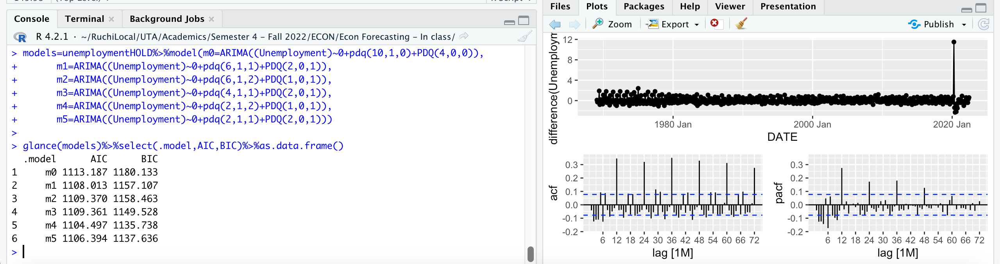 Console Terminal Background Jobs
R 4.2.1 · ~/RuchiLocal/UTA/Academics/Semester 4 – Fall 2022/ECON/Econ Forecasting – In class/
> models=unemploymentHOLD%>%model(m0=ARIMA((Unemployment)~0+pdq(10,1,0)+PDQ(4,0,0)),
+ m1=ARIMA((Unemployment)~0+pdq(6,1,1)+PDQ(2,0,1)),
+ m2=ARIMA((Unemployment)~0+pdq(6,1,2)+PDQ(1,0,1)),
+ m3=ARIMA((Unemployment)~0+pdq(4,1,1)+PDQ(2,0,1)),
+ m4=ARIMA((Unemployment)~0+pdq(2,1,2)+PDQ(1,0,1)),
+ m5=ARIMA((Unemployment)~0+pdq(2,1,1)+PDQ(2,0,1)))
>
> glance(models)%>%select(.model,AIC,BIC)%>%as.data.frame()
.model AIC BIC
1 m0 1113.187 1180.133
2 m1 1108.013 1157.107
3 m2 1109.370 1158.463
4 m3 1109.361 1149.528
5 m4 1104.497 1135.738
6 m5 1106.394 1137.636
>
Files Plots Packages Help Viewer Presentation
Zoom Export Publish
difference(Unemploym
12
8
4
0
1980 Jan 2000 Jan 2020 Jan
DATE
acf
0.3
0.2
0.1
0.0
-0.1
-0.2
6 12 18 24 30 36 42 48 54 60 66 72
lag [1M]
pacf
0.3
0.2
0.1
0.0
-0.1
-0.2
6 12 18 24 30 36 42 48 54 60 66 72
lag [1M]